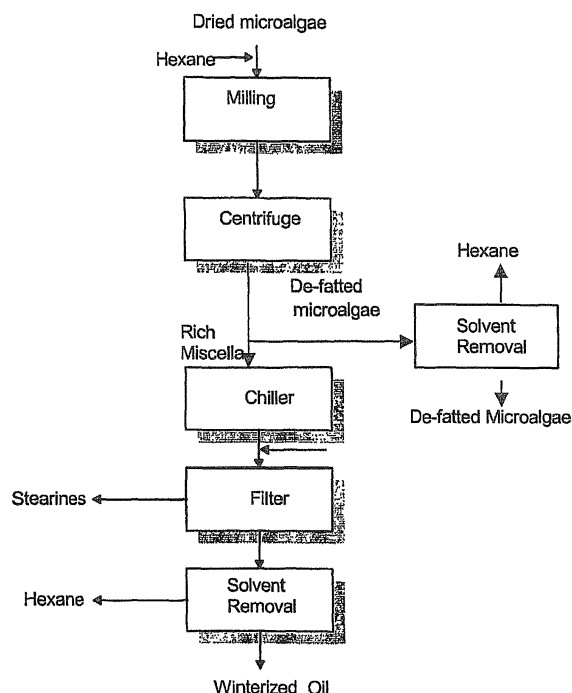 Dried microalgae
Hexane
Milling
Centrifuge
Hexane
De-fatted
microalgae
Solvent
Removal
Rich
Miscella
De-fatted Microalgae
Chiller
Stearines
Filter
Solvent
Removal
Hexane
Winterized Oil